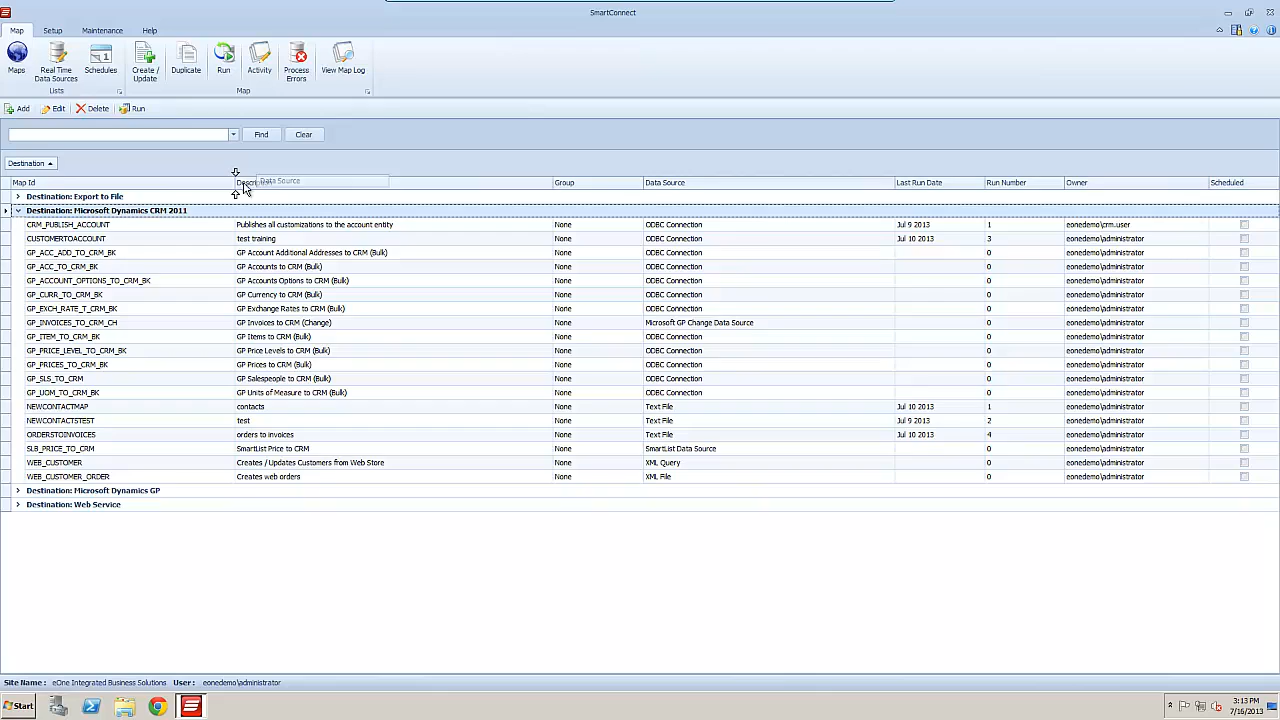 SmartConnect
Map Setup Maintenance Help
Maps
Real Time Data Sources
Schedules
Create / Update
Duplicate
Run
Activity
Process Errors
View Map Log
Lists
Map
Add Edit Delete Run
Find Clear
Destination
Map Id Data Source Group Data Source Last Run Date Run Number Owner Scheduled
Destination: Export to File
Destination: Microsoft Dynamics CRM 2011
CRM_PUBLISH_ACCOUNT Publishes all customizations to the account entity None ODBC Connection Jul 9 2013 1 eonedemo\crm.user
CUSTOMERTOACCOUNT test training None ODBC Connection Jul 10 2013 3 eonedemo\administrator
GP_ACC_ADD_TO_CRM_BK GP Account Additional Addresses to CRM (Bulk) None ODBC Connection 0 eonedemo\administrator
GP_ACC_TO_CRM_BK GP Accounts to CRM (Bulk) None ODBC Connection 0 eonedemo\administrator
GP_ACCOUNT_OPTIONS_TO_CRM_BK GP Accounts Options to CRM (Bulk) None ODBC Connection 0 eonedemo\administrator
GP_CURR_TO_CRM_BK GP Currency to CRM (Bulk) None ODBC Connection 0 eonedemo\administrator
GP_EXCH_RATE_T_CRM_BK GP Exchange Rates to CRM (Bulk) None ODBC Connection 0 eonedemo\administrator
GP_INVOICES_TO_CRM_CH GP Invoices to CRM (Change) None Microsoft GP Change Data Source 0 eonedemo\administrator
GP_ITEM_TO_CRM_BK GP Items to CRM (Bulk) None ODBC Connection 0 eonedemo\administrator
GP_PRICE_LEVEL_TO_CRM_BK GP Price Levels to CRM (Bulk) None ODBC Connection 0 eonedemo\administrator
GP_PRICES_TO_CRM_BK GP Prices to CRM (Bulk) None ODBC Connection 0 eonedemo\administrator
GP_SLS_TO_CRM GP Salespeople to CRM (Bulk) None ODBC Connection 0 eonedemo\administrator
GP_UOM_TO_CRM_BK GP Units of Measure to CRM (Bulk) None ODBC Connection 0 eonedemo\administrator
NEWCONTACTMAP contacts None Text File Jul 10 2013 1 eonedemo\administrator
NEWCONTACTSTEST test None Text File Jul 9 2013 2 eonedemo\administrator
ORDERSTOINVOICES orders to invoices None Text File Jul 10 2013 4 eonedemo\administrator
SLB_PRICE_TO_CRM SmartList Price to CRM None SmartList Data Source 0 eonedemo\administrator
WEB_CUSTOMER Creates / Updates Customers from Web Store None XML Query 0 eonedemo\administrator
WEB_CUSTOMER_ORDER Creates web orders None XML File 0 eonedemo\administrator
Destination: Microsoft Dynamics GP
Destination: Web Service
Site Name : eOne Integrated Business Solutions User : eonedemo\administrator
Start
3:13 PM
7/16/2013